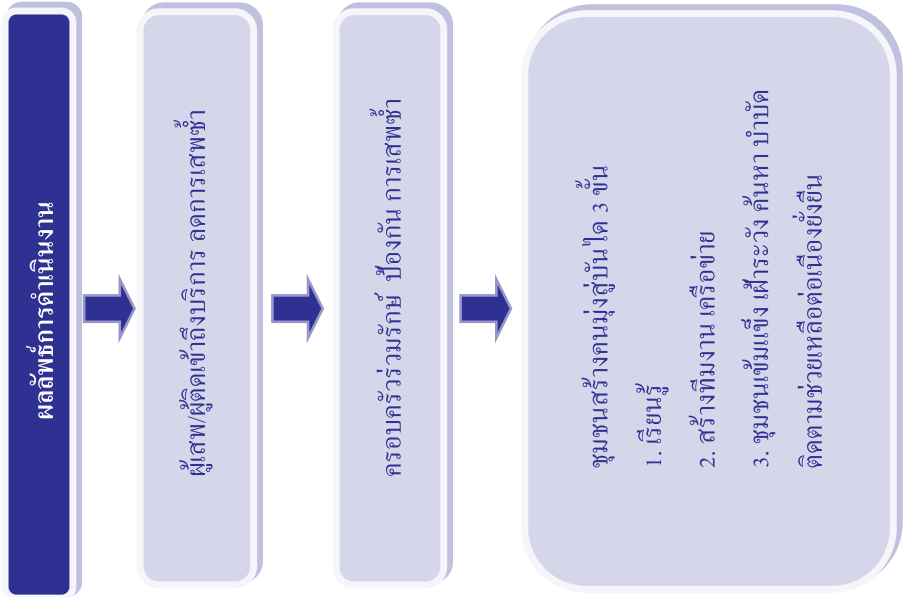 ผลลัพธ์การดำเนินงาน
ผู้เสพ/ผู้ติดเข้าถึงบริการ ลดการเสพซ้ำ
ครอบครัวร่วมรักษ์ ป้องกัน การเสพซ้ำ
ชุมชนสร้างคนมุ่งสู่บันได 3 ขั้น
1. เรียนรู้
2. สร้างทีมงาน เครือข่าย
3. ชุมชนเข้มแข็ง เฝ้าระวัง ค้นหา บำบัด
ติดตามช่วยเหลือต่อเนื่องยั่งยืน